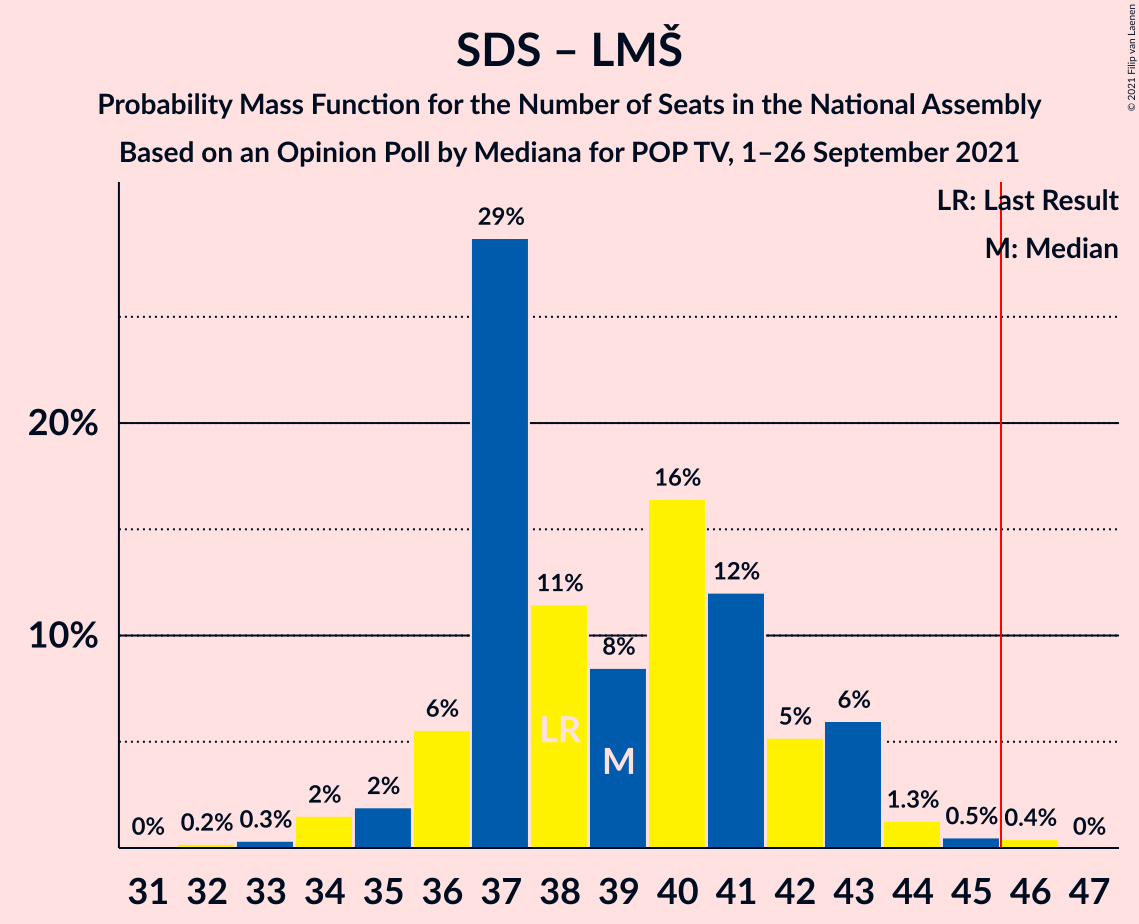 SDS – LMŠ
Probability Mass Function for the Number of Seats in the National Assembly
Based on an Opinion Poll by Mediana for POP TV, 1–26 September 2021
© 2021 Filip van Laenen
LR: Last Result
M: Median
20%
10%
0%
0.2%
0.3%
2%
2%
6%
29%
11%
8%
16%
12%
5%
6%
1.3%
0.5%
0.4%
0%
LR
M
31 32 33 34 35 36 37 38 39 40 41 42 43 44 45 46 47